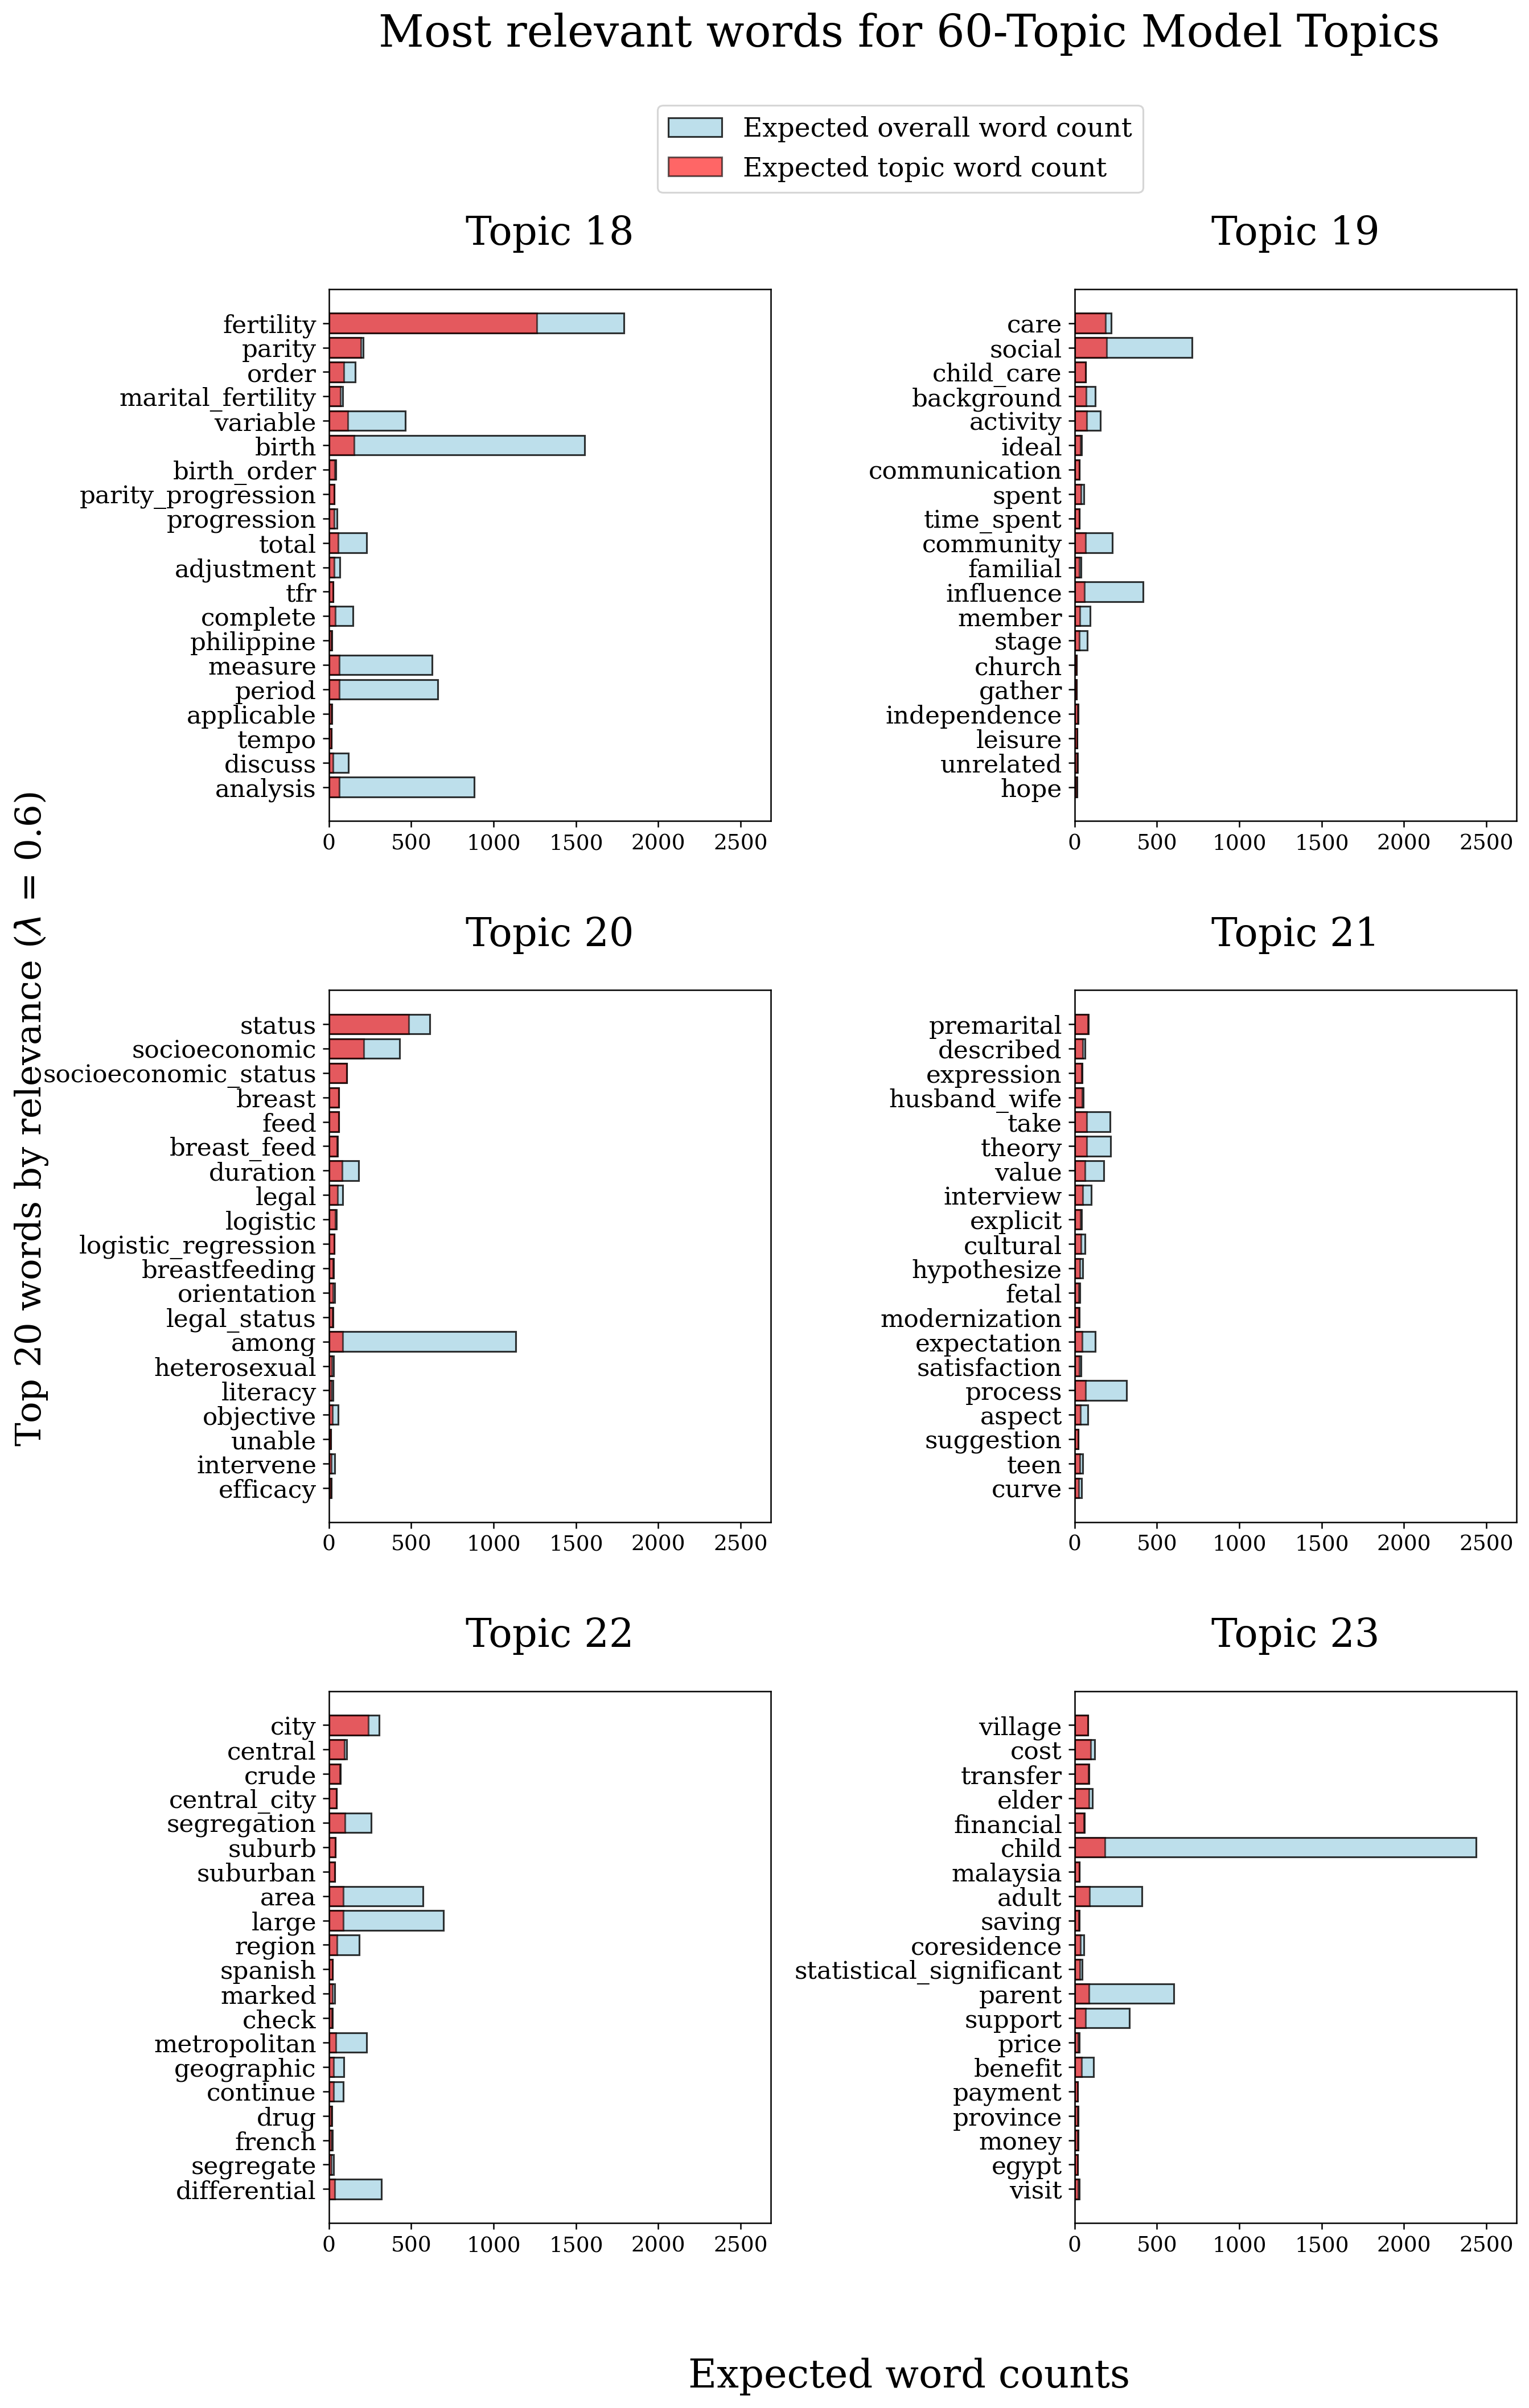 Most relevant words for 60-Topic Model Topics
Expected overall word count
Expected topic word count
Top 20 words by relevance (λ = 0.6)
Topic 18
fertility
parity
order
marital_fertility
variable
birth
birth_order
parity_progression
progression
total
adjustment
tfr
complete
philippine
measure
period
applicable
tempo
discuss
analysis
0 500 1000 1500 2000 2500
Topic 19
care
social
child_care
background
activity
ideal
communication
spent
time_spent
community
familial
influence
member
stage
church
gather
independence
leisure
unrelated
hope
0 500 1000 1500 2000 2500
Topic 20
status
socioeconomic
socioeconomic_status
breast
feed
breast_feed
duration
legal
logistic
logistic_regression
breastfeeding
orientation
legal_status
among
heterosexual
literacy
objective
unable
intervene
efficacy
0 500 1000 1500 2000 2500
Topic 21
premarital
described
expression
husband_wife
take
theory
value
interview
explicit
cultural
hypothesize
fetal
modernization
expectation
satisfaction
process
aspect
suggestion
teen
curve
0 500 1000 1500 2000 2500
Topic 22
city
central
crude
central_city
segregation
suburb
suburban
area
large
region
spanish
marked
check
metropolitan
geographic
continue
drug
french
segregate
differential
0 500 1000 1500 2000 2500
Topic 23
village
cost
transfer
elder
financial
child
malaysia
adult
saving
coresidence
statistical_significant
parent
support
price
benefit
payment
province
money
egypt
visit
0 500 1000 1500 2000 2500
Expected word counts